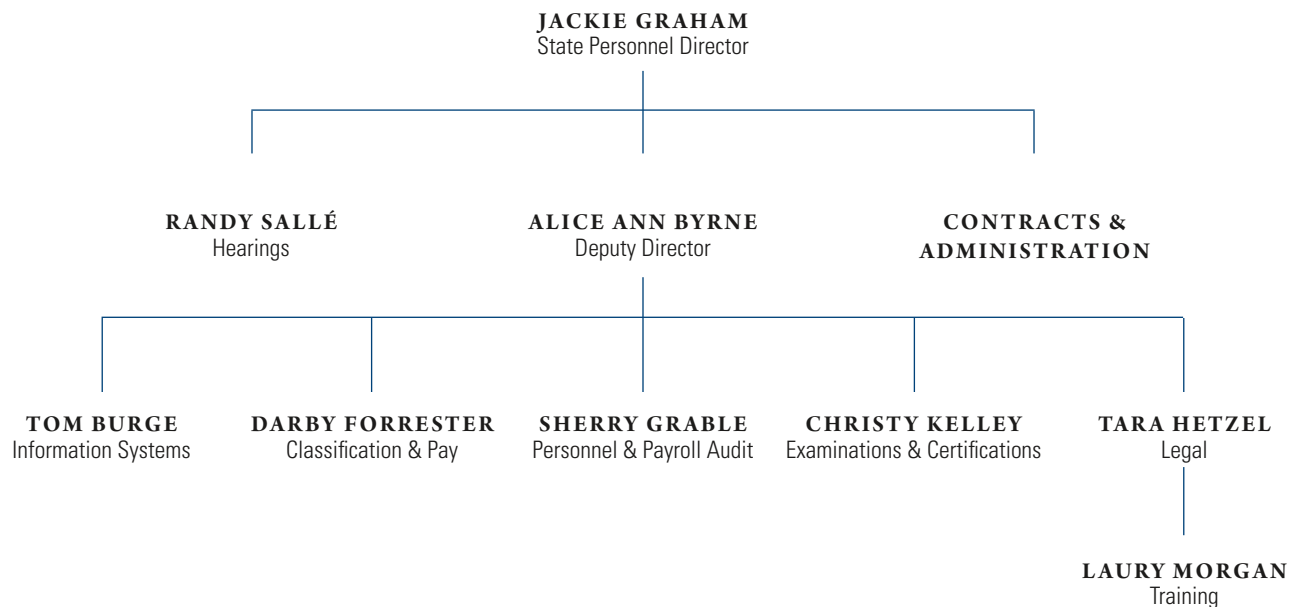 JACKIE GRAHAM
State Personnel Director
RANDY SALLÉ
Hearings
ALICE ANN BYRNE
Deputy Director
CONTRACTS &
ADMINISTRATION
TOM BURGE
Information Systems
DARBY FORRESTER
Classification & Pay
SHERRY GRABLE
Personnel & Payroll Audit
CHRISTY KELLEY
Examinations & Certifications
TARA HETZEL
Legal
LAURY MORGAN
Training